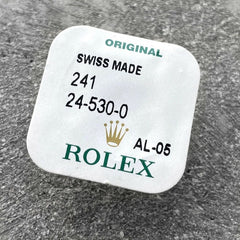 ORIGINAL
SWISS MADE
241
24-530-0
AL-05
ROLEX